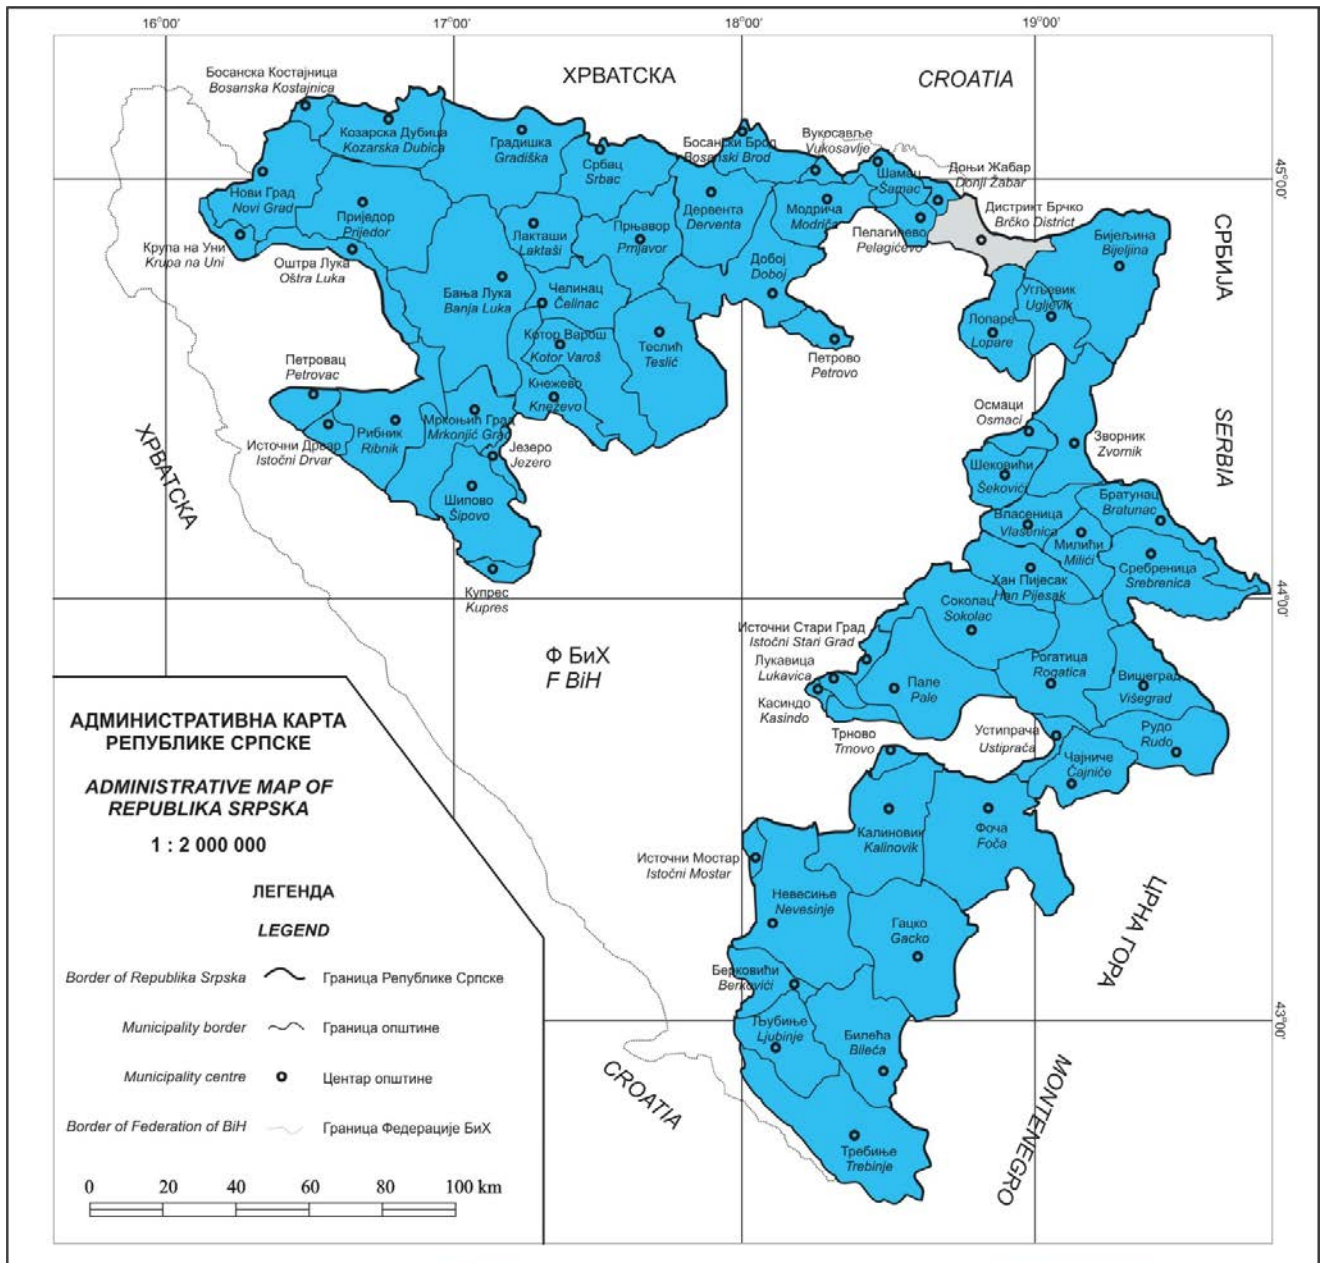 16°00'
17°00'
18°00'
19°00'
ХРВАТСКА
CROATIA
Босанска Костајница
Bosanska Kostajnica
Козарска Дубица
Kozarska Dubica
Градишка
Gradiška
Србац
Srbac
Босански Брод
Bosanski Brod
Вукосавље
Vukosavlje
Шамац
Šamac
Доњи Жабар
Donji Žabar
45°00'
Нови Град
Novi Grad
Приједор
Prijedor
Лакташи
Laktaši
Прњавор
Prnjavor
Дервента
Derventa
Модрича
Modriča
Пелагићево
Pelagićevo
Дистрикт Брчко
Brčko District
Бијељина
Bijeljina
СРБИЈА
Крупа на Уни
Krupa na Uni
Оштра Лука
Oštra Luka
Бања Лука
Banja Luka
Челинац
Čelinac
Добој
Doboj
Угљевик
Ugljevik
Лопаре
Lopare
Котор Варош
Kotor Varoš
Теслић
Teslić
Петрово
Petrovo
Петровац
Petrovac
Кнежево
Kneževo
Источни Дрвар
Istočni Drvar
Рибник
Ribnik
Мркоњић Град
Mrkonjić Grad
Језеро
Jezero
Осмаци
Osmaci
Зворник
Zvornik
SERBIA
ХРВАТСКА
Шипово
Šipovo
Шековићи
Šekovići
Братунац
Bratunac
Власеница
Vlasenica
Милићи
Milići
Сребреница
Srebrenica
Купрес
Kupres
Хан Пијесак
Han Pijesak
44°00'
Соколац
Sokolac
Источни Стари Град
Istočni Stari Grad
Ф БиХ
F BiH
Лукавица
Lukavica
Касиндо
Kasindo
Пале
Pale
Рогатица
Rogatica
Вишеград
Višegrad
Трново
Trnovo
Устипрача
Ustiprača
Рудо
Rudo
Чајниче
Čajniče
Калиновик
Kalinovik
Фоча
Foča
Источни Мостар
Istočni Mostar
Невесиње
Nevesinje
Гацко
Gacko
ЦРНА ГОРА
Берковићи
Berkovići
43°00'
Љубиње
Ljubinje
Билећа
Bileća
CROATIA
MONTENEGRO
Требиње
Trebinje
АДМИНИСТРАТИВНА КАРТА
РЕПУБЛИКЕ СРПСКЕ
ADMINISTRATIVE MAP OF
REPUBLIKA SRPSKA
1 : 2 000 000
ЛЕГЕНДА
LEGEND
Border of Republika Srpska Граница Републике Српске
Municipality border Граница општине
Municipality centre Центар општине
Border of Federation of BiH Граница Федерације БиХ
0 20 40 60 80 100 km